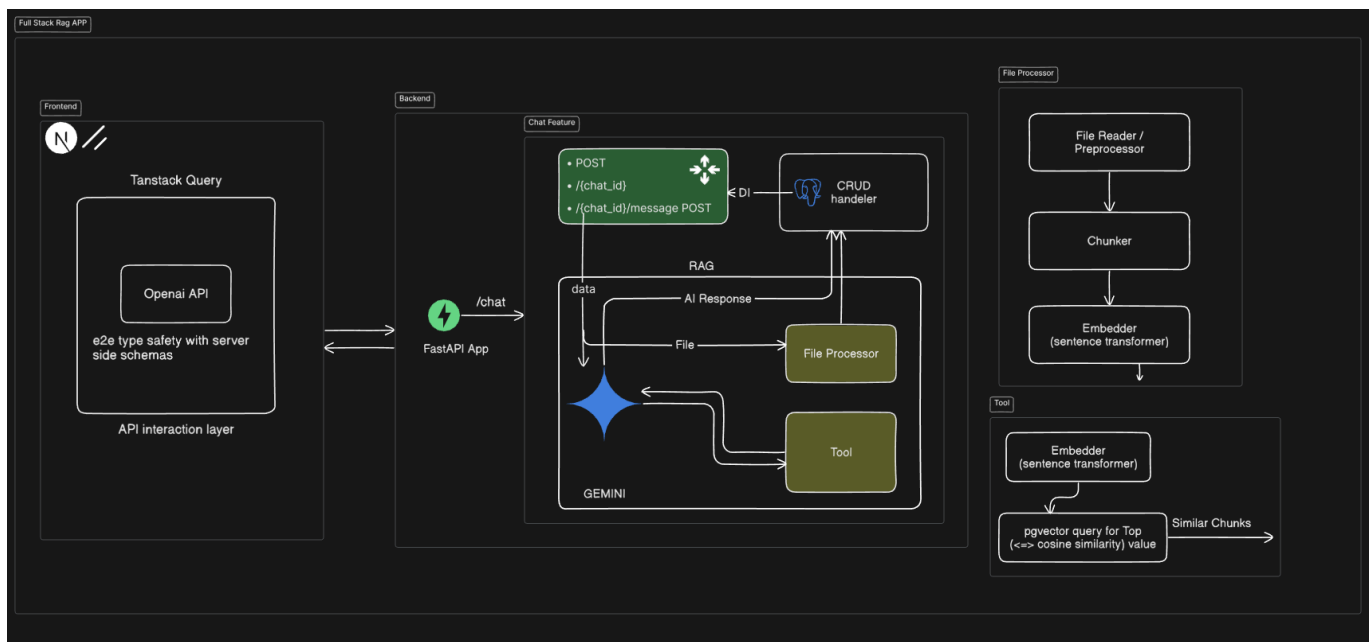 Full Stack Rag APP
Frontend
Tanstack Query
Openai API
e2e type safety with server
side schemas
API interaction layer
Backend
FastAPI App
/chat
Chat Feature
• POST
• /{chat_id}
• /{chat_id}/message POST
DI
CRUD
handeler
RAG
data
AI Response
File
File Processor
Tool
GEMINI
File Processor
File Reader /
Preprocessor
Chunker
Embedder
(sentence transformer)
Tool
Embedder
(sentence transformer)
pgvector query for Top
(<=> cosine similarity) value
Similar Chunks